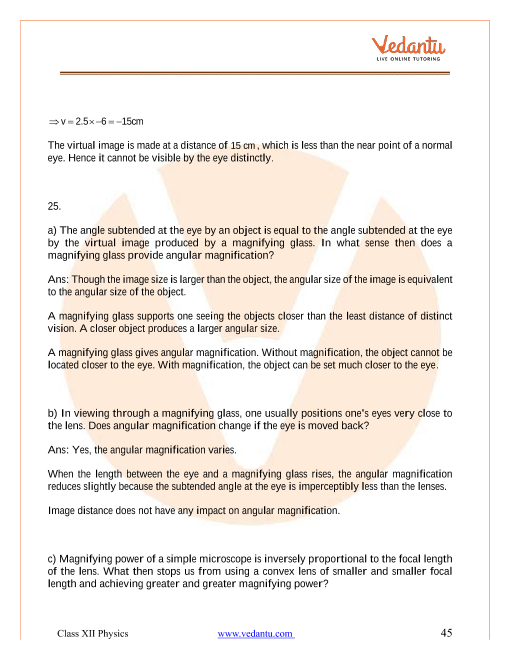 Vedantu
LIVE ONLINE TUTORING
⇒ v = 2.5 × −6 = −15cm
The virtual image is made at a distance of 15 cm , which is less than the near point of a normal
eye. Hence it cannot be visible by the eye distinctly.
25.
a) The angle subtended at the eye by an object is equal to the angle subtended at the eye
by the virtual image produced by a magnifying glass. In what sense then does a
magnifying glass provide angular magnification?
Ans: Though the image size is larger than the object, the angular size of the image is equivalent
to the angular size of the object.
A magnifying glass supports one seeing the objects closer than the least distance of distinct
vision. A closer object produces a larger angular size.
A magnifying glass gives angular magnification. Without magnification, the object cannot be
located closer to the eye. With magnification, the object can be set much closer to the eye.
b) In viewing through a magnifying glass, one usually positions one's eyes very close to
the lens. Does angular magnification change if the eye is moved back?
Ans: Yes, the angular magnification varies.
When the length between the eye and a magnifying glass rises, the angular magnification
reduces slightly because the subtended angle at the eye is imperceptibly less than the lenses.
Image distance does not have any impact on angular magnification.
c) Magnifying power of a simple microscope is inversely proportional to the focal length
of the lens. What then stops us from using a convex lens of smaller and smaller focal
length and achieving greater and greater magnifying power?
Class XII Physics www.vedantu.com 45